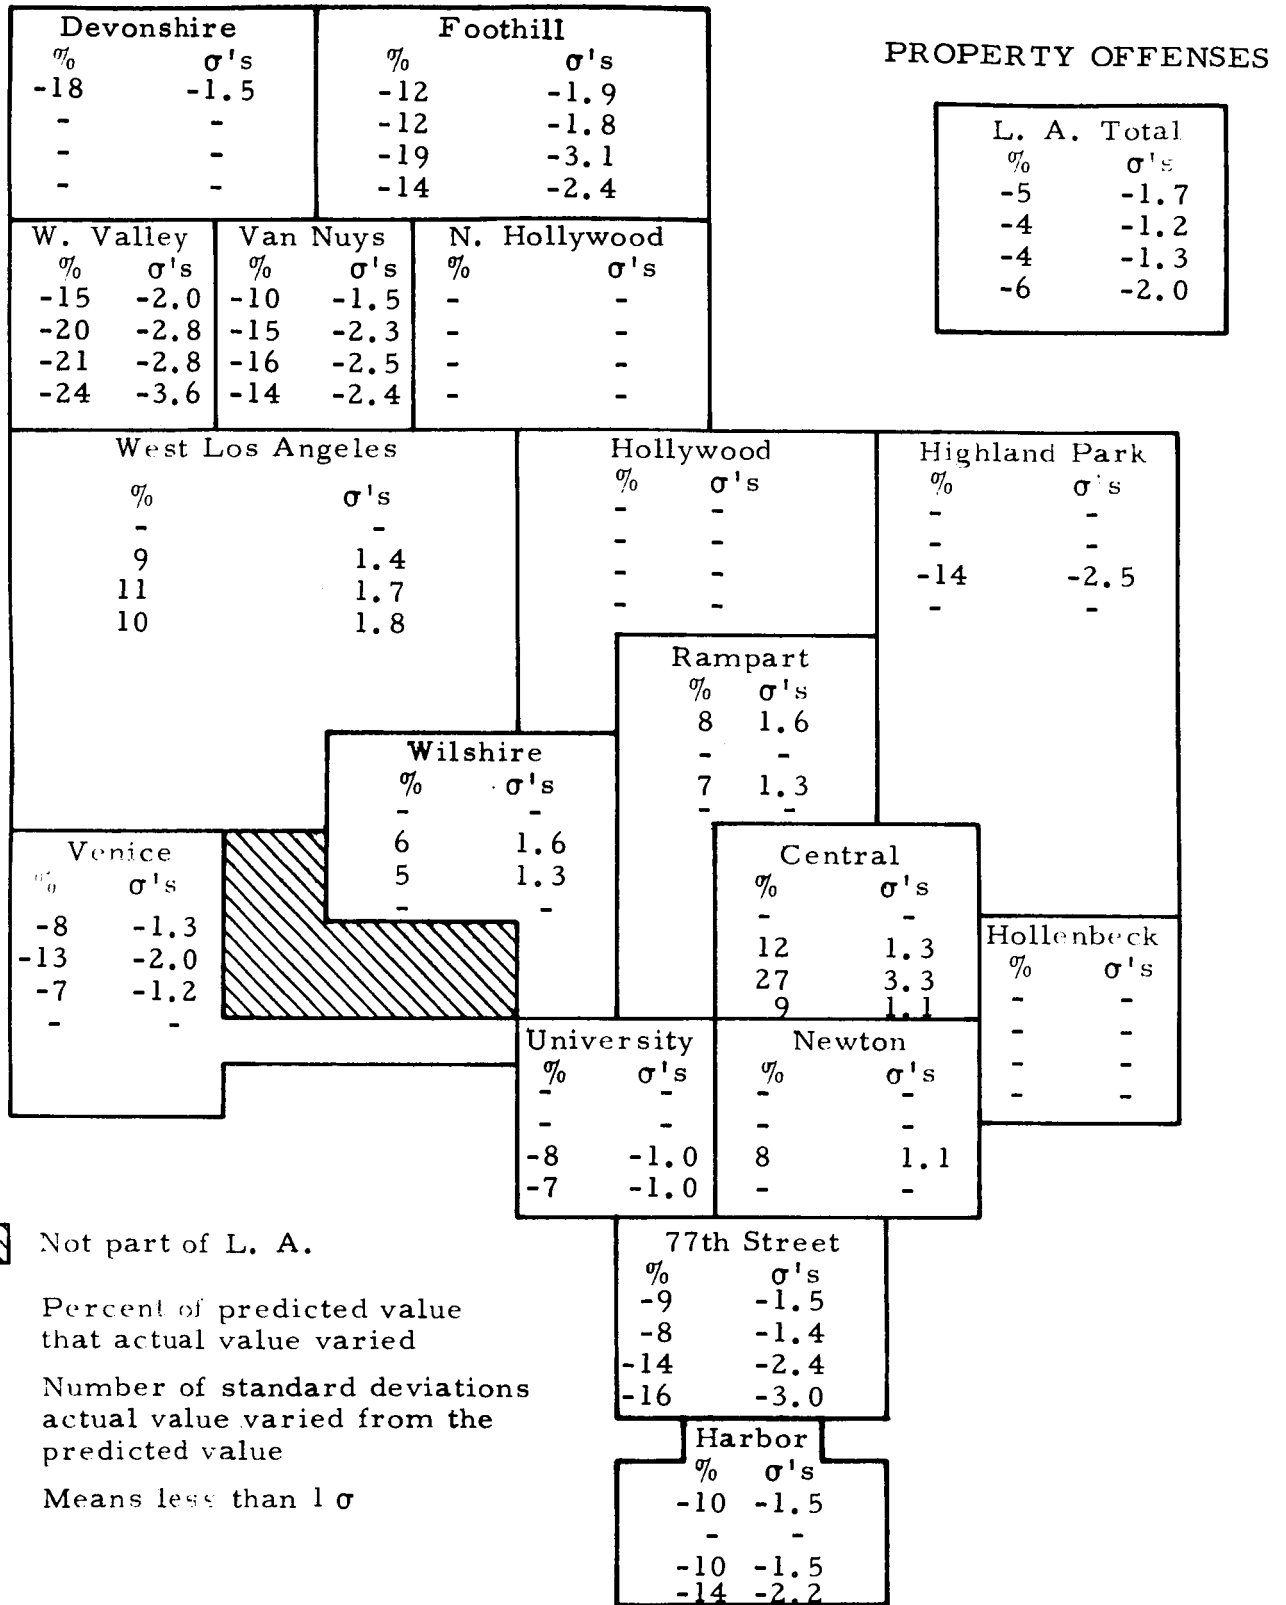 PROPERTY OFFENSES
Devonshire
% σ's
-18 -1.5
- -
- -
- -
Foothill
% σ's
-12 -1.9
-12 -1.8
-19 -3.1
-14 -2.4
L. A. Total
% σ's
-5 -1.7
-4 -1.2
-4 -1.3
-6 -2.0
W. Valley
% σ's
-15 -2.0
-20 -2.8
-21 -2.8
-24 -3.6
Van Nuys
% σ's
-10 -1.5
-15 -2.3
-16 -2.5
-14 -2.4
N. Hollywood
% σ's
- -
- -
- -
- -
West Los Angeles
% σ's
- -
9 1.4
11 1.7
10 1.8
Hollywood
% σ's
- -
- -
- -
- -
Highland Park
% σ's
- -
- -
-14 -2.5
- -
Rampart
% σ's
8 1.6
- -
7 1.3
- -
Wilshire
% σ's
- -
6 1.6
5 1.3
- -
Venice
% σ's
-8 -1.3
-13 -2.0
-7 -1.2
- -
Central
% σ's
- -
12 1.3
27 3.3
9 1.1
Hollenbeck
% σ's
- -
- -
- -
- -
University
% σ's
- -
- -
-8 -1.0
-7 -1.0
Newton
% σ's
- -
- -
8 1.1
- -
77th Street
% σ's
-9 -1.5
-8 -1.4
-14 -2.4
-16 -3.0
Harbor
% σ's
-10 -1.5
- -
-10 -1.5
-14 -2.2
Not part of L. A.
Percent of predicted value
that actual value varied
Number of standard deviations
actual value varied from the
predicted value
Means less than 1 σ